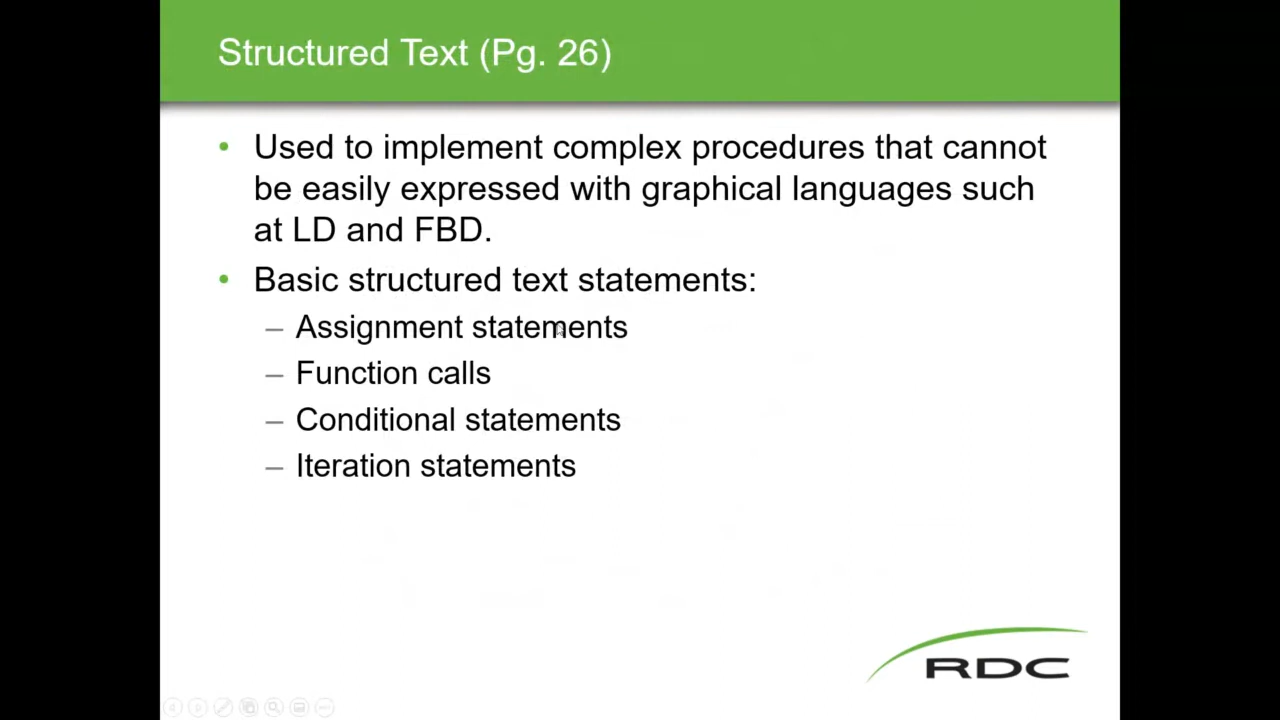 Structured Text (Pg. 26)
• Used to implement complex procedures that cannot
be easily expressed with graphical languages such
at LD and FBD.
• Basic structured text statements:
– Assignment statements
– Function calls
– Conditional statements
– Iteration statements
RDC